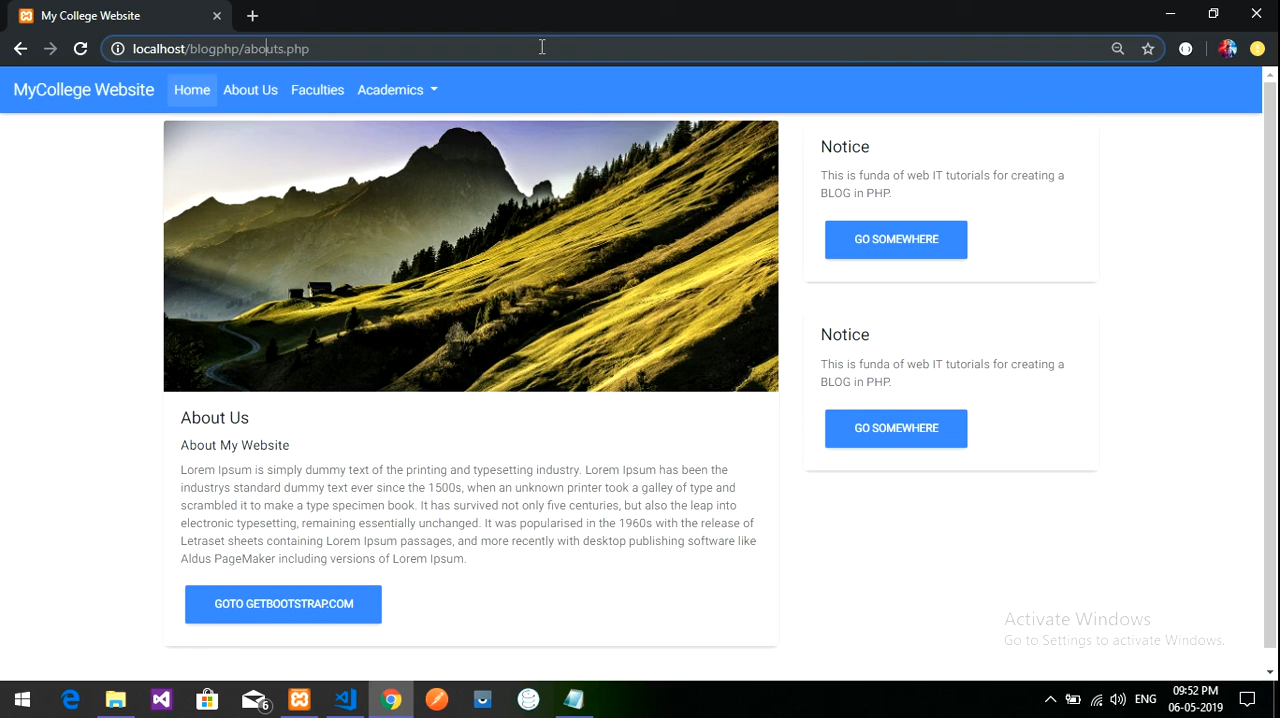 My College Website
localhost/blogphp/abouts.php
MyCollege Website Home About Us Faculties Academics
Notice
This is funda of web IT tutorials for creating a
BLOG in PHP.
GO SOMEWHERE
Notice
This is funda of web IT tutorials for creating a
BLOG in PHP.
GO SOMEWHERE
About Us
About My Website
Lorem Ipsum is simply dummy text of the printing and typesetting industry. Lorem Ipsum has been the
industrys standard dummy text ever since the 1500s, when an unknown printer took a galley of type and
scrambled it to make a type specimen book. It has survived not only five centuries, but also the leap into
electronic typesetting, remaining essentially unchanged. It was popularised in the 1960s with the release of
Letraset sheets containing Lorem Ipsum passages, and more recently with desktop publishing software like
Aldus PageMaker including versions of Lorem Ipsum.
GOTO GETBOOTSTRAP.COM
Activate Windows
Go to Settings to activate Windows.
6
ENG
09:52 PM
06-05-2019